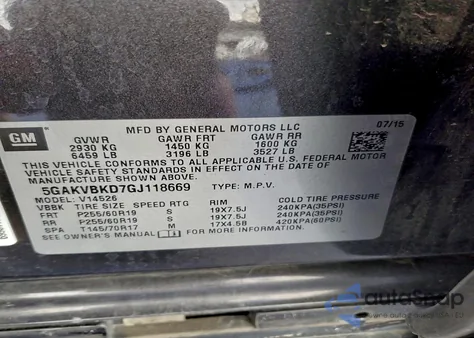 07/15
GM
MFD BY GENERAL MOTORS LLC
GVWR GAWR FRT GAWR RR
2930 KG 1450 KG 1600 KG
6459 LB 3196 LB 3527 LB
THIS VEHICLE CONFORMS TO ALL APPLICABLE U.S. FEDERAL MOTOR
VEHICLE SAFETY STANDARDS IN EFFECT ON THE DATE OF
MANUFACTURE SHOWN ABOVE.
5GAKVBKD7GJ118669 TYPE: M.P.V.
MODEL: V14526
VBBK TIRE SIZE SPEED RTG RIM COLD TIRE PRESSURE
FRT P255/60R19 S 19X7.5J 240KPA(35PSI)
RR P255/60R19 S 19X7.5J 240KPA(35PSI)
SPA T145/70R17 M 17X4.5B 420KPA(60PSI)
SEE OWNER'S MANUAL FOR MORE INFORMATION
autoSnap